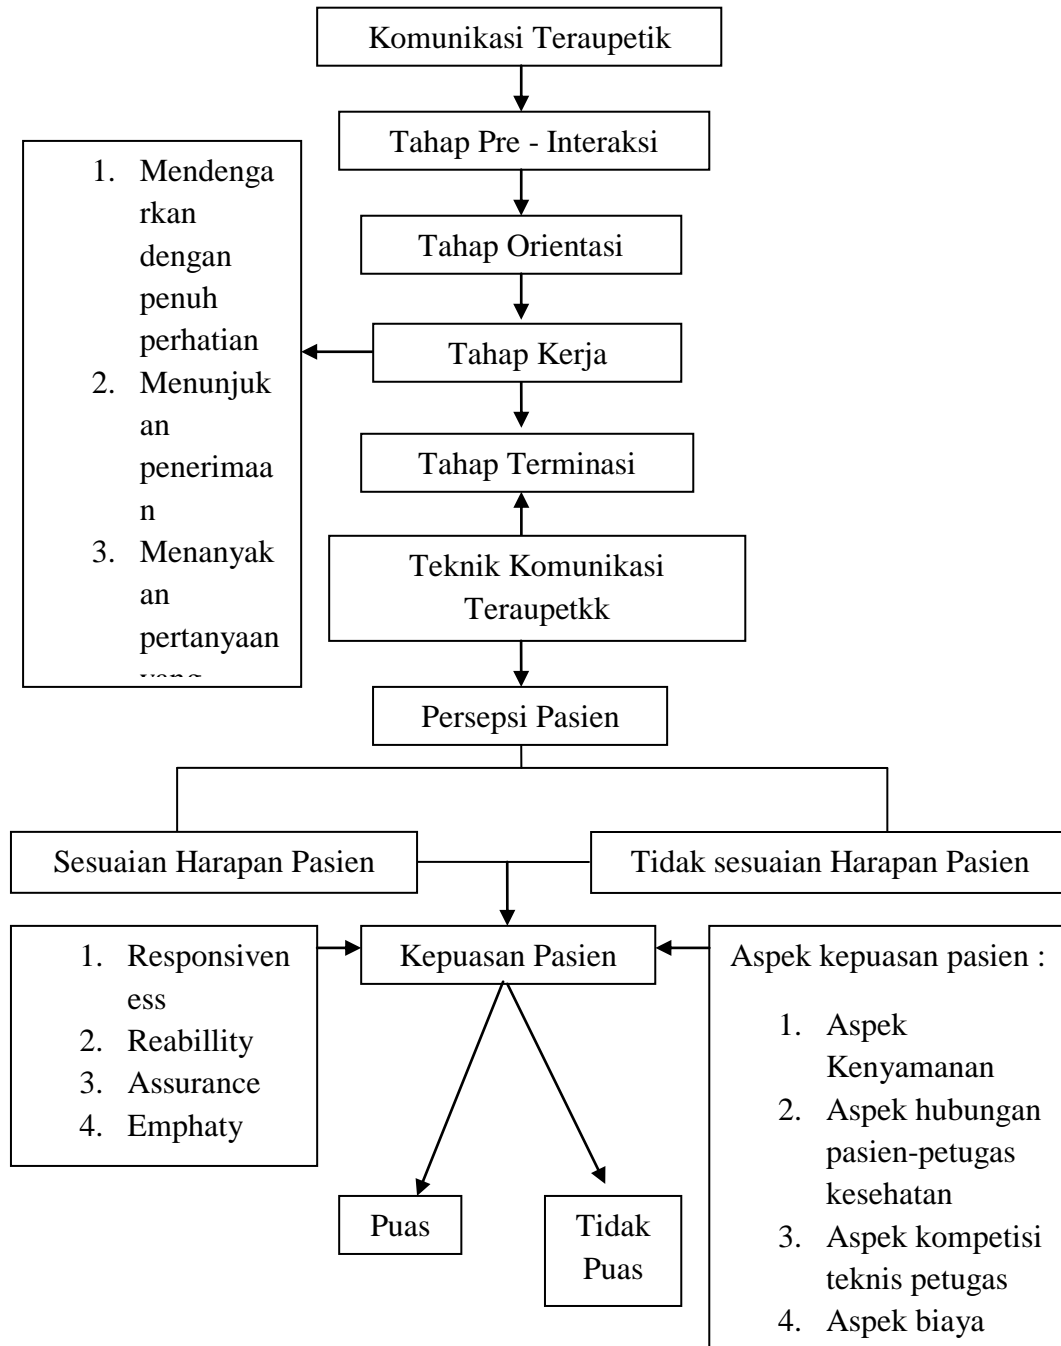 Komunikasi Teraupetik
Tahap Pre - Interaksi
1. Mendenga
rkan
dengan
penuh
perhatian
2. Menunjuk
an
penerimaa
n
3. Menanyak
an
pertanyaan
Tahap Orientasi
Tahap Kerja
Tahap Terminasi
Teknik Komunikasi
Teraupetkk
Persepsi Pasien
Sesuaian Harapan Pasien
Tidak sesuaian Harapan Pasien
1. Responsiven
ess
2. Reabillity
3. Assurance
4. Emphaty
Kepuasan Pasien
Aspek kepuasan pasien :
1. Aspek
Kenyamanan
2. Aspek hubungan
pasien-petugas
kesehatan
3. Aspek kompetisi
teknis petugas
4. Aspek biaya
Puas
Tidak
Puas